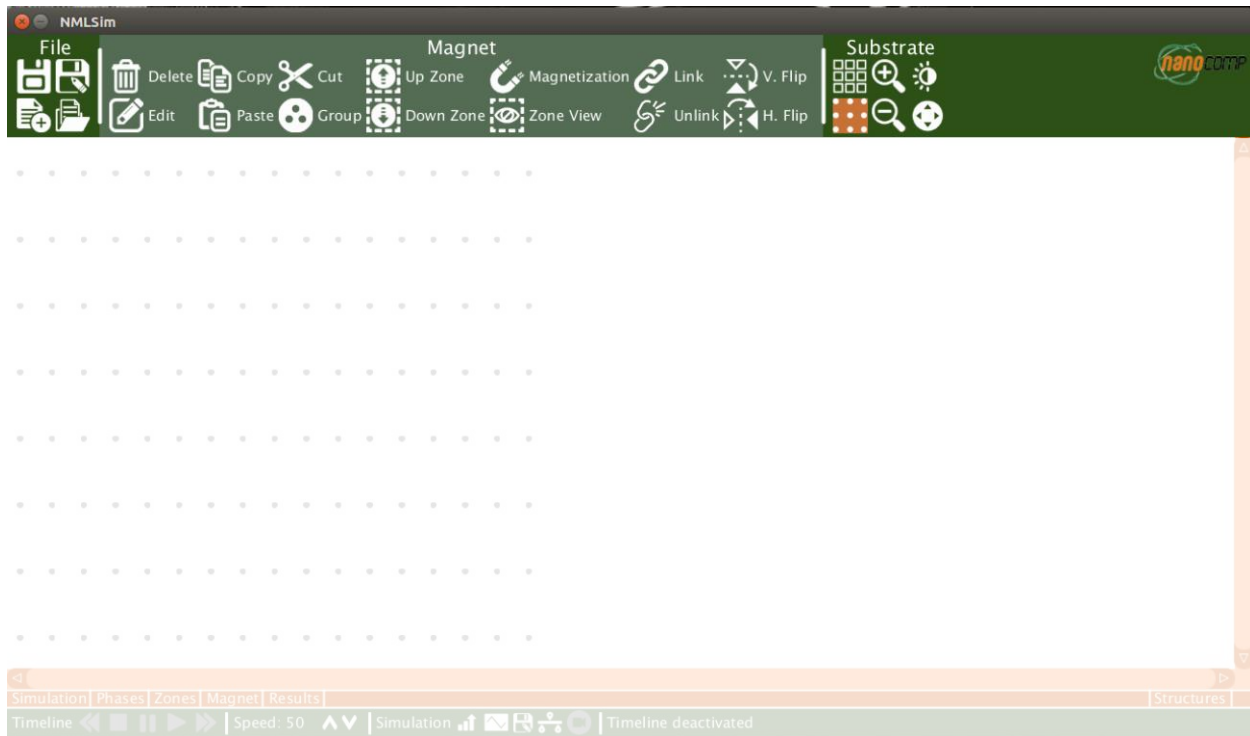 NMLSim
File Magnet Substrate
Delete Copy Cut Up Zone Magnetization Link V. Flip
nanocomp
Edit Paste Group Down Zone Zone View Unlink H. Flip
Simulation| Phases| Zones| Magnet| Results| |Structures|
Timeline Speed: 50 Simulation Timeline deactivated